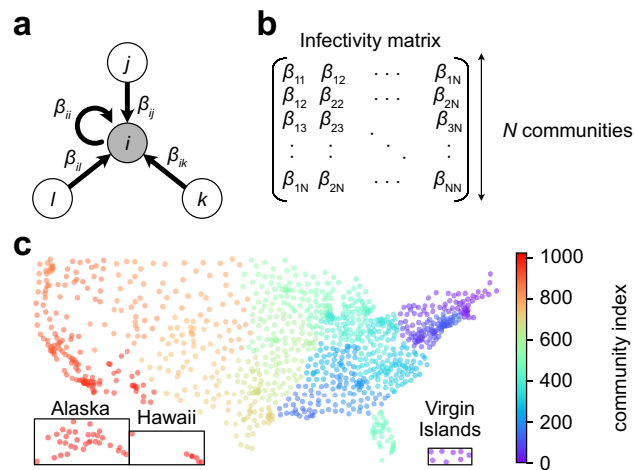 a
j
β_ii
β_ij
i
β_il
β_ik
l
k
b
Infectivity matrix
β_11 β_12 · · · β_1N
β_12 β_22 · · · β_2N
β_13 β_23 . β_3N
: : · . :
β_1N β_2N · · · β_NN
N communities
c
Alaska
Hawaii
Virgin
Islands
1000
800
600
400
200
0
community index